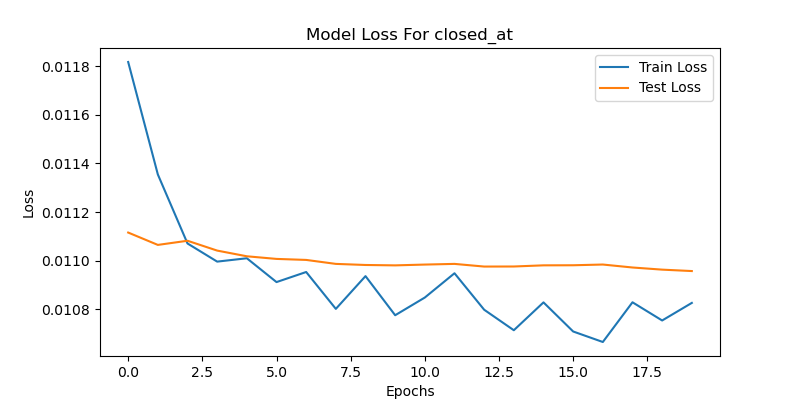 Model Loss For closed_at
Train Loss
Test Loss
Loss
0.0118
0.0116
0.0114
0.0112
0.0110
0.0108
0.0 2.5 5.0 7.5 10.0 12.5 15.0 17.5
Epochs